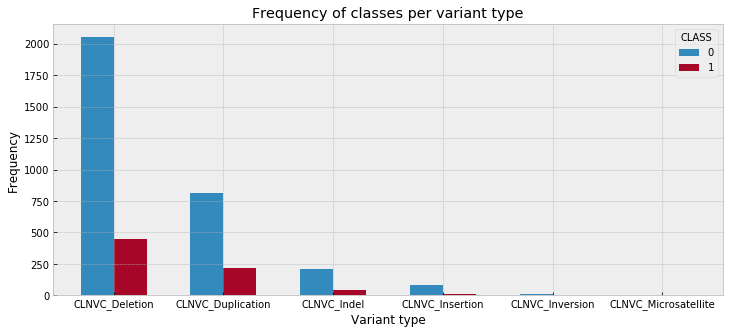 Frequency of classes per variant type
CLASS
0
1
Frequency
2000
1750
1500
1250
1000
750
500
250
0
CLNVC_Deletion CLNVC_Duplication CLNVC_Indel CLNVC_Insertion CLNVC_Inversion CLNVC_Microsatellite
Variant type